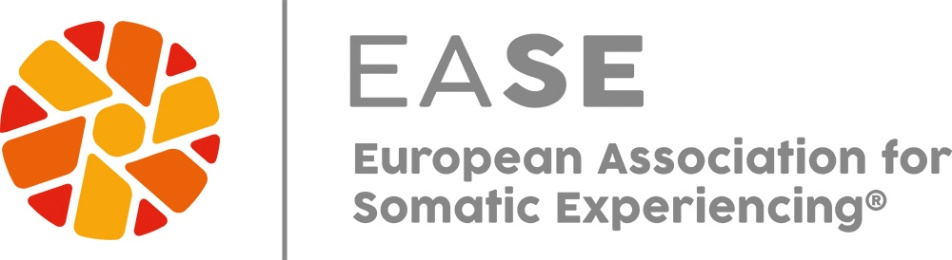 EASE
European Association for
Somatic Experiencing®